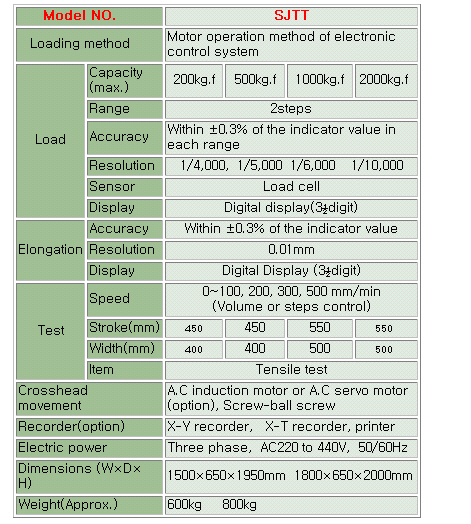 Model NO. SJTT
Loading method Motor operation method of electronic
control system
Load Capacity (max.) 200kg.f 500kg.f 1000kg.f 2000kg.f
Range 2steps
Accuracy Within ±0.3% of the indicator value in
each range
Resolution 1/4,000, 1/5,000 1/6,000 1/10,000
Sensor Load cell
Display Digital display(3½digit)
Elongation Accuracy Within ±0.3% of the indicator value
Resolution 0.01mm
Display Digital Display (3½digit)
Test Speed 0~100, 200, 300, 500 mm/min
(Volume or steps control)
Stroke(mm) 450 450 550 550
Width(mm) 400 400 500 500
Item Tensile test
Crosshead movement A.C induction motor or A.C servo motor
(option), Screw-ball screw
Recorder(option) X-Y recorder, X-T recorder, printer
Electric power Three phase, AC220 to 440V, 50/60Hz
Dimensions (W×D×H) 1500×650×1950mm 1800×650×2000mm
Weight(Approx.) 600kg 800kg